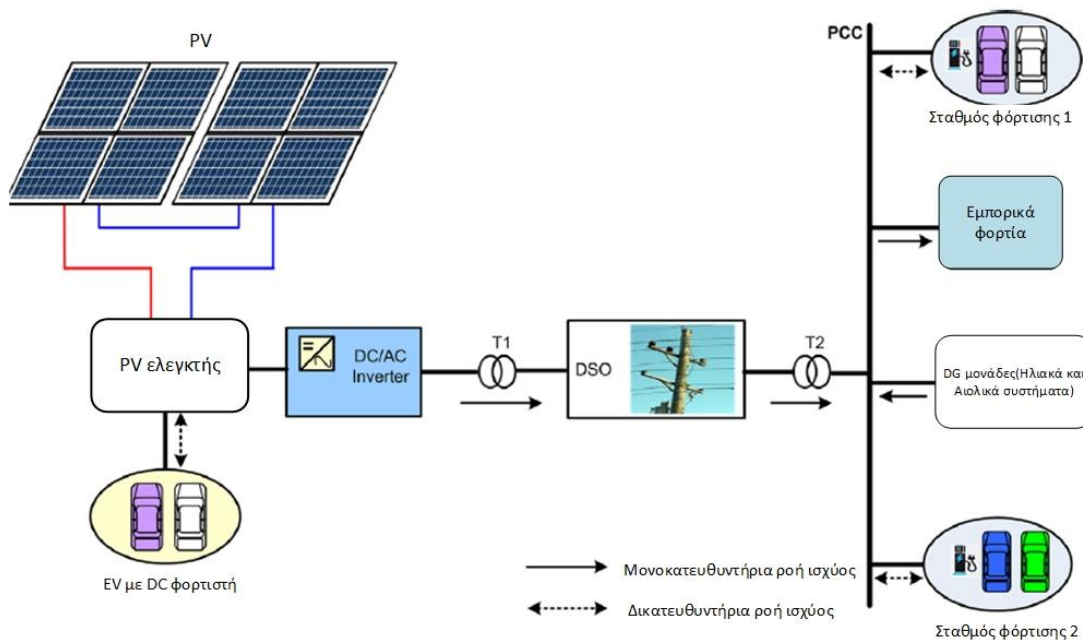 PV
PCC
Σταθμός φόρτισης 1
Εμπορικά
φορτία
PV ελεγκτής
DC/AC
Inverter
T1
DSO
T2
DG μονάδες(Ηλιακά και
Αιολικά συστήματα)
EV με DC φορτιστή
Μονοκατευθυντήρια ροή ισχύος
Δικατευθυντήρια ροή ισχύος
Σταθμός φόρτισης 2